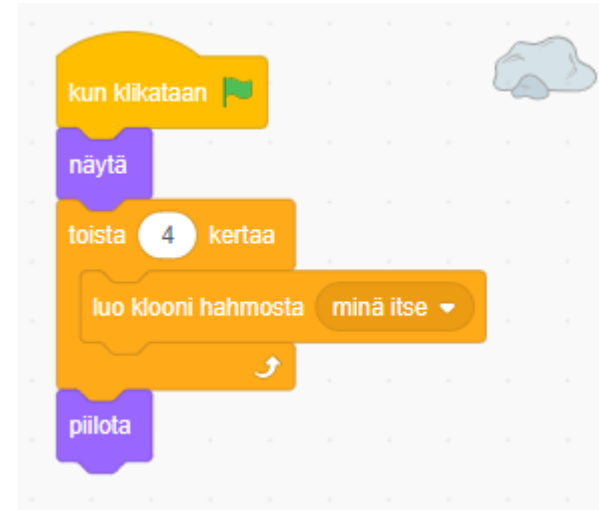 kun klikataan
näytä
toista 4 kertaa
luo klooni hahmosta minä itse
piilota